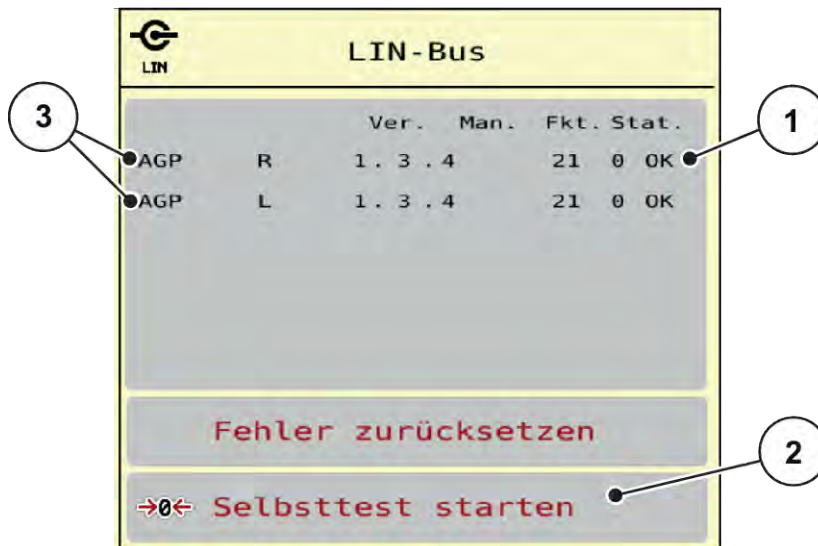 LIN
LIN-Bus
Ver. Man. Fkt. Stat.
AGP R 1.3.4 21 0 OK
AGP L 1.3.4 21 0 OK
Fehler zurücksetzen
→0← Selbsttest starten
3
1
2